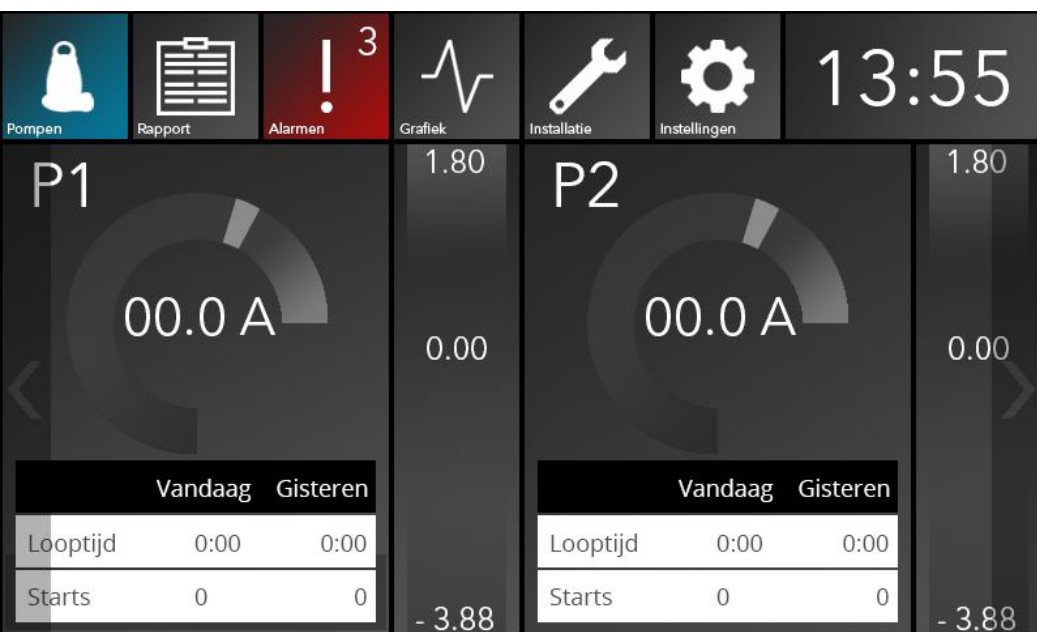 3
13:55
Pompen
Rapport
Alarmen
Grafiek
Installatie
Instellingen
P1
1.80
00.0 A
0.00
Vandaag Gisteren
Looptijd 0:00 0:00
Starts 0 0
- 3.88
P2
1.80
00.0 A
0.00
Vandaag Gisteren
Looptijd 0:00 0:00
Starts 0 0
- 3.88